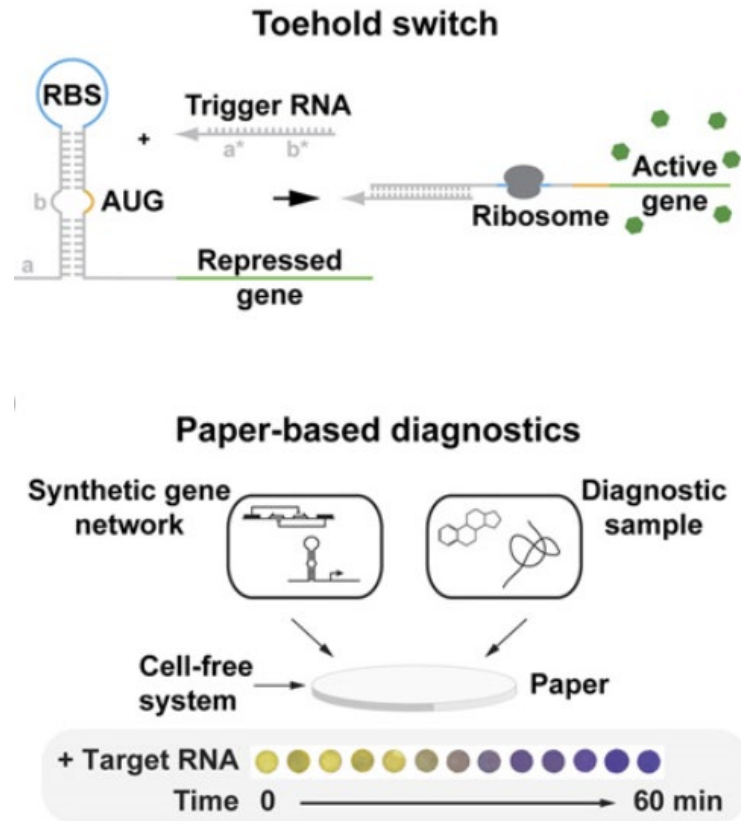 Toehold switch
RBS
+
Trigger RNA
a* b*
b
AUG
a
Repressed
gene
Ribosome
Active
gene
Paper-based diagnostics
Synthetic gene
network
Diagnostic
sample
Cell-free
system
Paper
+ Target RNA
Time 0 60 min